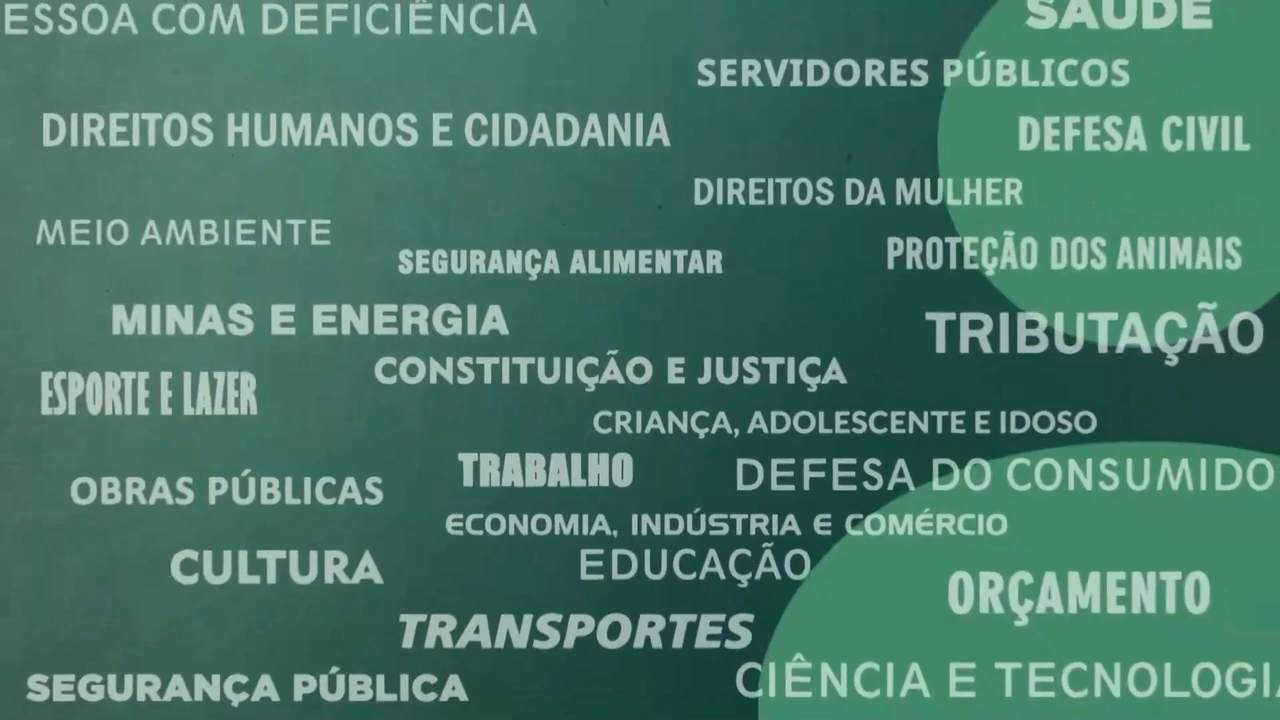 ESSOA COM DEFICIÊNCIA
SAÚDE
SERVIDORES PÚBLICOS
DIREITOS HUMANOS E CIDADANIA
DEFESA CIVIL
DIREITOS DA MULHER
MEIO AMBIENTE
SEGURANÇA ALIMENTAR
PROTEÇÃO DOS ANIMAIS
MINAS E ENERGIA
TRIBUTAÇÃO
CONSTITUIÇÃO E JUSTIÇA
ESPORTE E LAZER
CRIANÇA, ADOLESCENTE E IDOSO
TRABALHO
DEFESA DO CONSUMIDO
OBRAS PÚBLICAS
ECONOMIA, INDÚSTRIA E COMÉRCIO
CULTURA
EDUCAÇÃO
ORÇAMENTO
TRANSPORTES
CIÊNCIA E TECNOLOGIA
SEGURANÇA PÚBLICA